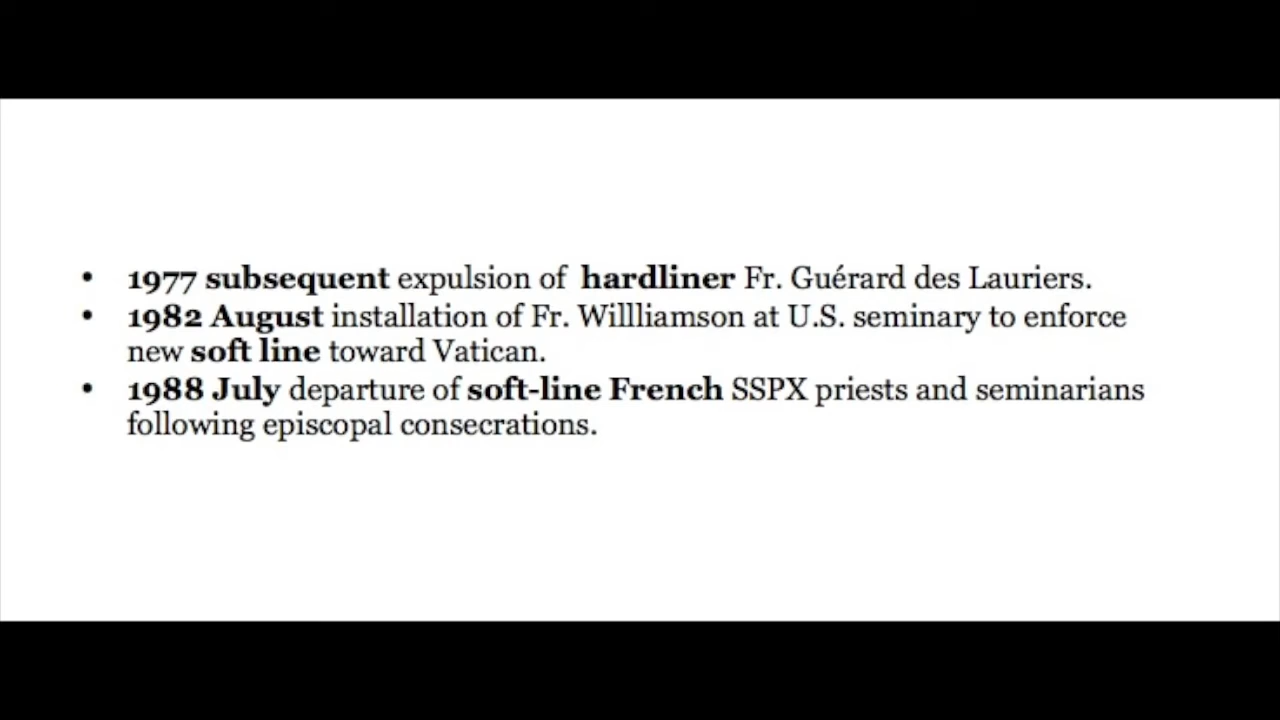 • 1977 subsequent expulsion of hardliner Fr. Guérard des Lauriers.
• 1982 August installation of Fr. Willliamson at U.S. seminary to enforce
new soft line toward Vatican.
• 1988 July departure of soft-line French SSPX priests and seminarians
following episcopal consecrations.